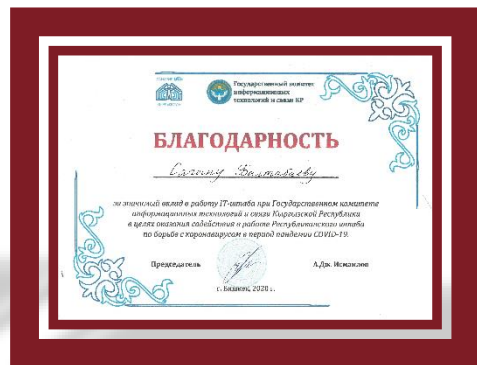 Государственный комитет
информационных
технологий и связи КР
БЛАГОДАРНОСТЬ
за значимый вклад в работу IT-штаба при Государственном комитете
информационных технологий и связи Кыргызской Республики
в целях оказания содействия в работе Республиканского штаба
по борьбе с коронавирусом в период пандемии COVID-19.
Председатель
А.Дж. Исмаилов
г. Бишкек, 2020 г.